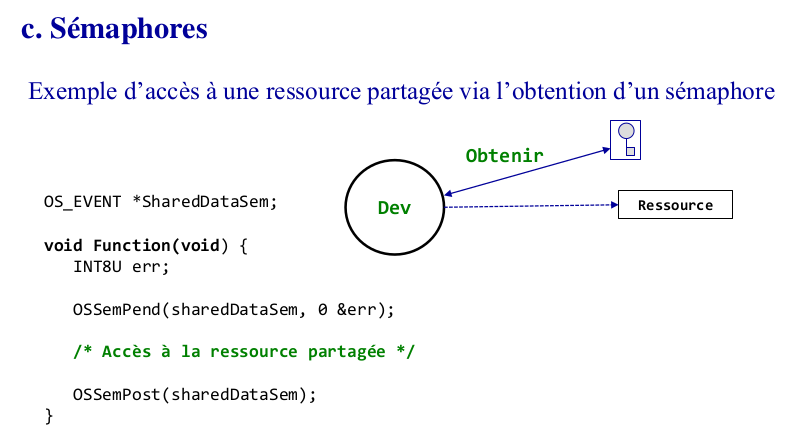 c. Sémaphores
Exemple d’accès à une ressource partagée via l’obtention d’un sémaphore
Obtenir
Dev
Ressource
OS_EVENT *SharedDataSem;
void Function(void) {
INT8U err;
OSSemPend(sharedDataSem, 0 &err);
/* Accès à la ressource partagée */
OSSemPost(sharedDataSem);
}